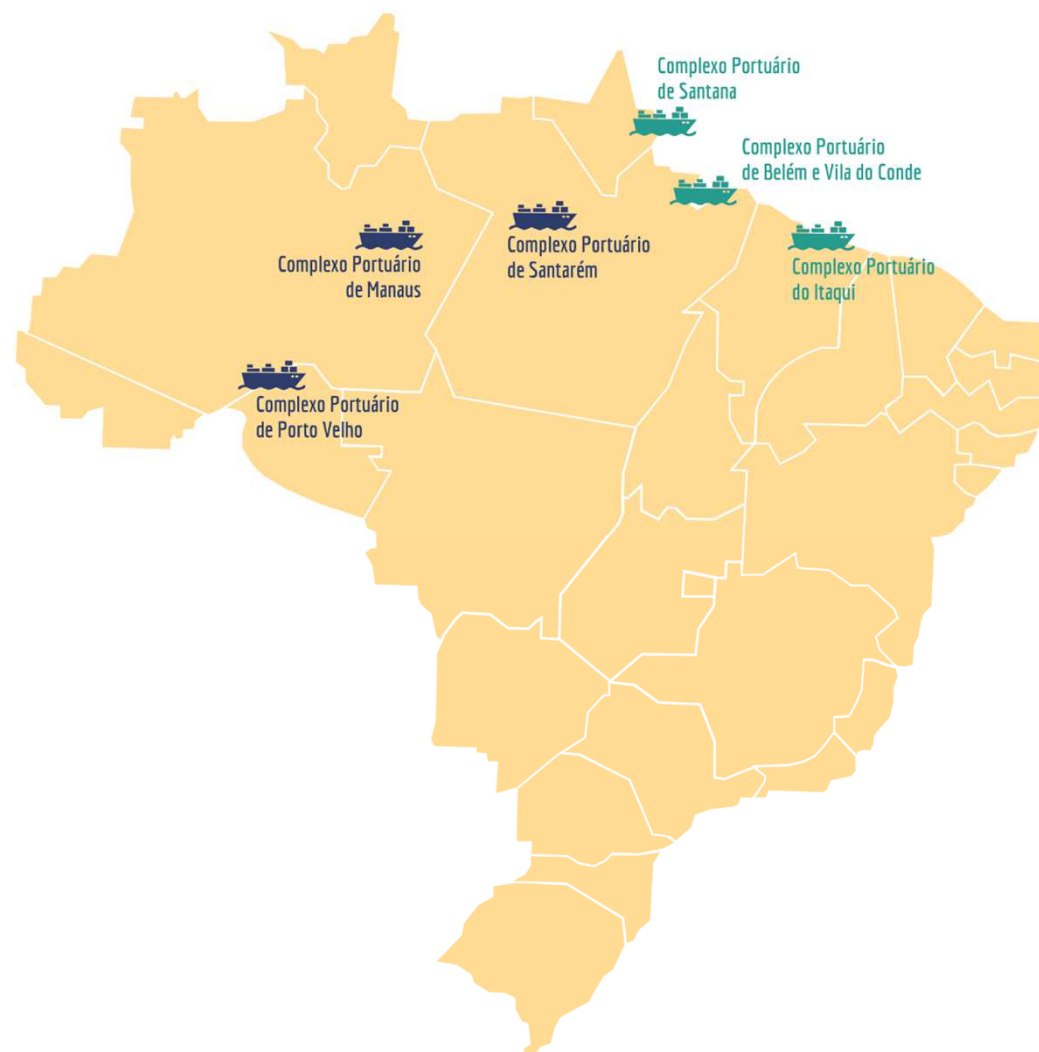 Complexo Portuário
de Santana
Complexo Portuário
de Belém e Vila do Conde
Complexo Portuário
de Santarém
Complexo Portuário
de Manaus
Complexo Portuário
do Itaqui
Complexo Portuário
de Porto Velho